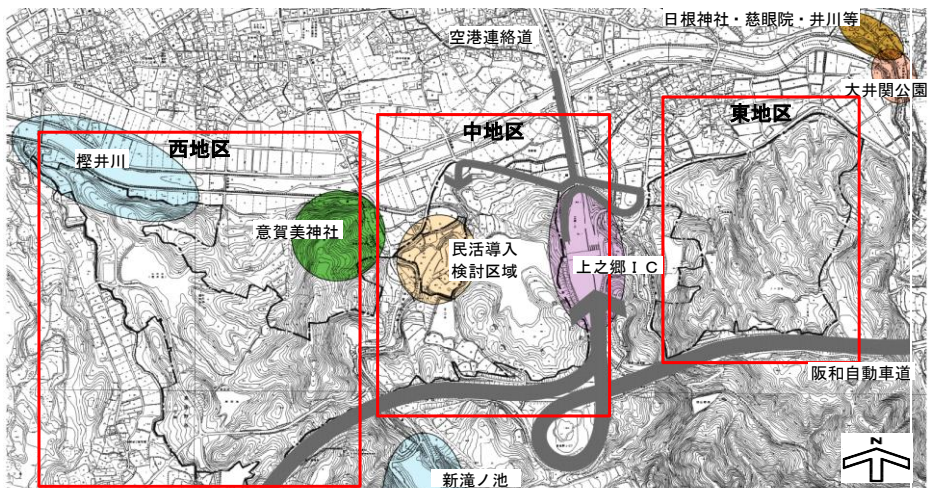 日根神社・慈眼院・井川等
空港連絡道
大井関公園
東地区
中地区
西地区
樫井川
意賀美神社
民活導入
検討区域
上之郷ＩＣ
阪和自動車道
新滝ノ池
N